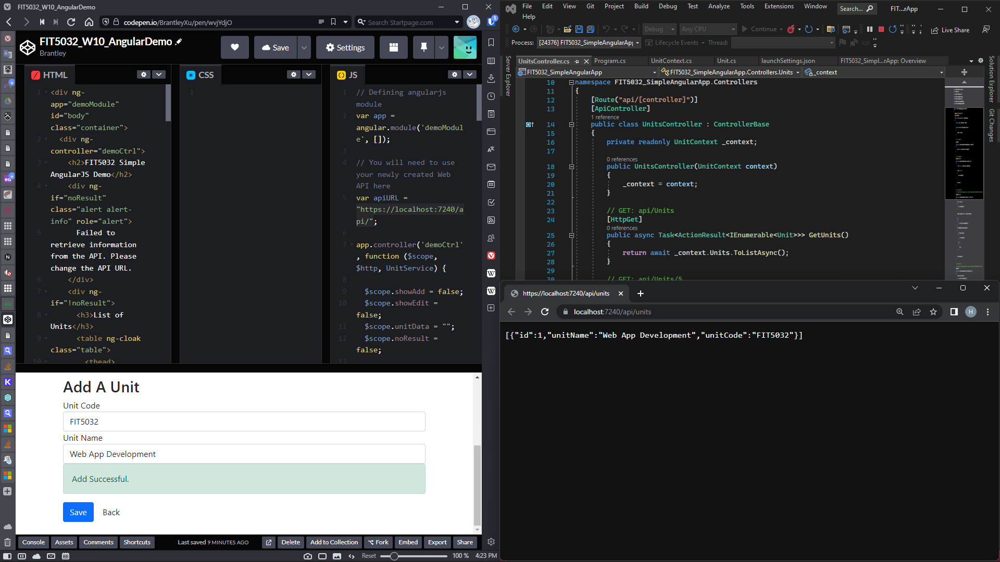 FIT5032_W10_AngularDemo
codepen.io/BrantleyXu/pen/wvjYdjO
Search Startpage.com
1
FIT5032_W10_AngularDemo
Brantley
Save
Settings
HTML
1 <div ng-
app="demoModule"
id="body"
class="container">
2 <div ng-
controller="demoCtrl">
3 <h2>FIT5032 Simple
AngularJS Demo</h2>
4 <div ng-
if="noResult"
class="alert alert-
info" role="alert">
5 Failed to
retrieve information
from the API. Please
change the API URL.
6 </div>
7 <div ng-
if="!noResult">
8 <h3>List of
Units</h3>
9 <table ng-cloak
class="table">
10 <thead>
CSS
1
JS
1 // Defining angularjs
module
2 var app =
angular.module('demoModul
e', []);
3
4 // You will need to use
your newly created Web
API here
5 var apiURL =
"https://localhost:7240/a
pi/";
6
7 app.controller('demoCtrl'
, function ($scope,
$http, UnitService) {
8
9 $scope.showAdd = false;
10 $scope.showEdit =
false;
11 $scope.unitData = "";
12 $scope.noResult =
false;
13
Add A Unit
Unit Code
FIT5032
Unit Name
Web App Development
Add Successful.
Save
Back
Console
Assets
Comments
Shortcuts
Last saved 9 MINUTES AGO
Delete
Add to Collection
Fork
Embed
Export
Share
Reset
100 %
4:23 PM
File Edit View Git Project Build Debug Test Analyze Tools Extensions Window
Help
Search...
FIT...rApp
Debug
Any CPU
Continue
Live Share
Process: [24376] FIT5032_SimpleAngularApp
Lifecycle Events
Thread:
Server Explorer
UnitsController.cs
Program.cs
UnitContext.cs
Unit.cs
launchSettings.json
FIT5032_Simpl...rApp: Overview
FIT5032_SimpleAngularApp
FIT5032_SimpleAngularApp.Controllers.Units
_context
Solution Explorer
Git Changes
10 namespace FIT5032_SimpleAngularApp.Controllers
11 {
12 [Route("api/[controller]")]
13 [ApiController]
1 reference
14 public class UnitsController : ControllerBase
15 {
16 private readonly UnitContext _context;
17
0 references
18 public UnitsController(UnitContext context)
19 {
20 _context = context;
21 }
22
23 // GET: api/Units
24 [HttpGet]
0 references
25 public async Task<ActionResult<IEnumerable<Unit>>> GetUnits()
26 {
27 return await _context.Units.ToListAsync();
28 }
29
30 // GET: api/Units/5
https://localhost:7240/api/units
localhost:7240/api/units
H
[{"id":1,"unitName":"Web App Development","unitCode":"FIT5032"}]